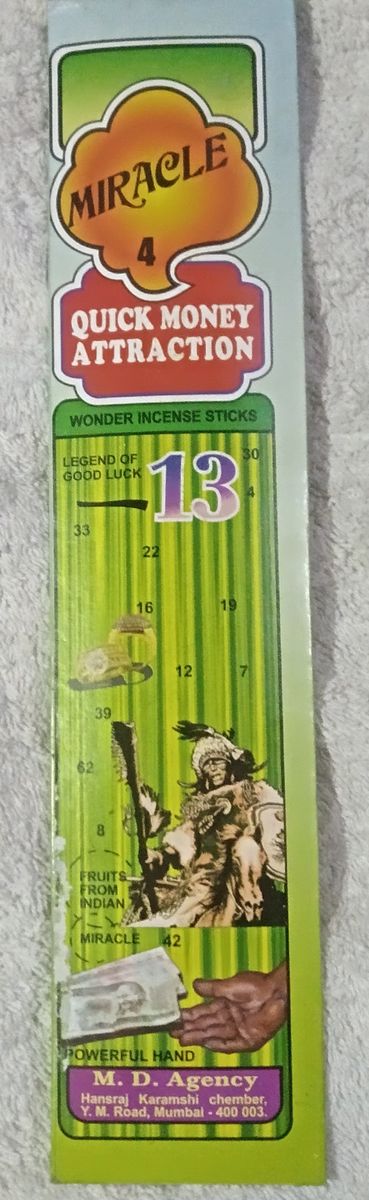 MIRACLE
4
QUICK MONEY
ATTRACTION
WONDER INCENSE STICKS
LEGEND OF
GOOD LUCK
13
30
4
33
22
16
19
12
7
39
62
8
FRUITS
FROM
INDIAN
MIRACLE
42
POWERFUL HAND
M. D. Agency
Hansraj Karamshi chember,
Y. M. Road, Mumbai - 400 003.